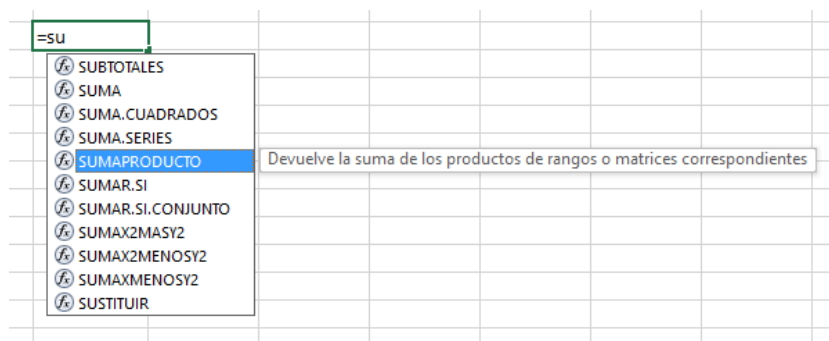 =su
SUBTOTALES
SUMA
SUMA.CUADRADOS
SUMA.SERIES
SUMAPRODUCTO
Devuelve la suma de los productos de rangos o matrices correspondientes
SUMAR.SI
SUMAR.SI.CONJUNTO
SUMAX2MASY2
SUMAX2MENOSY2
SUMAXMENOSY2
SUSTITUIR